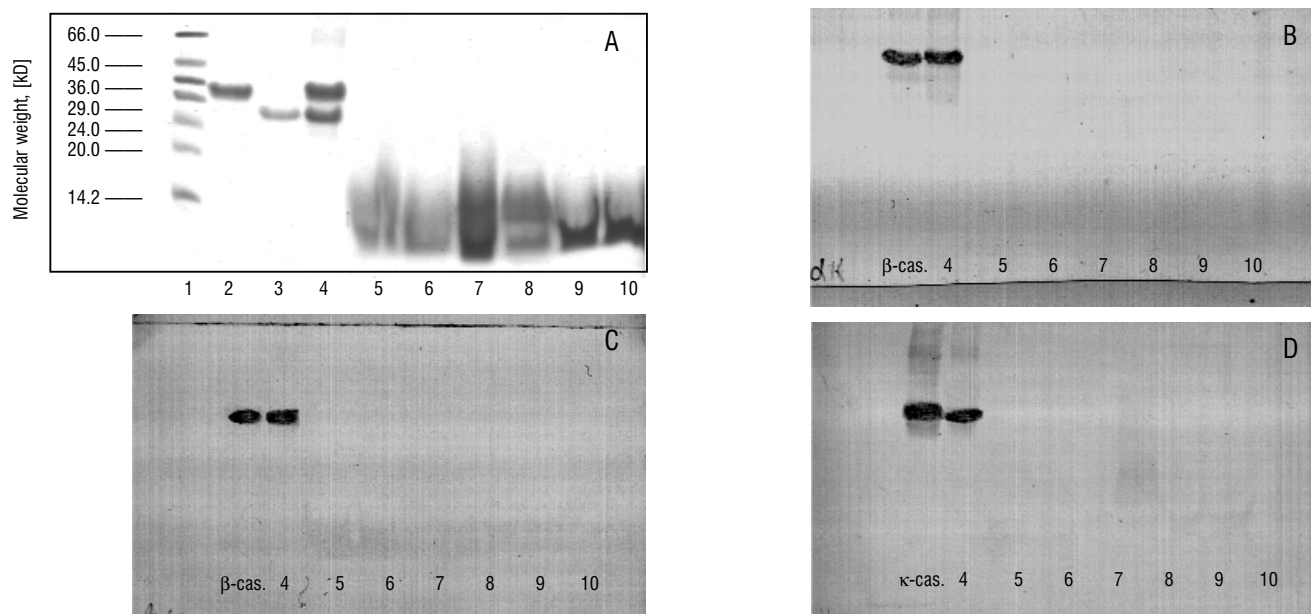 A
Molecular weight, [kD]
66.0
45.0
36.0
29.0
24.0
20.0
14.2
1 2 3 4 5 6 7 8 9 10
B
β-cas. 4 5 6 7 8 9 10
C
β-cas. 4 5 6 7 8 9 10
D
κ-cas. 4 5 6 7 8 9 10